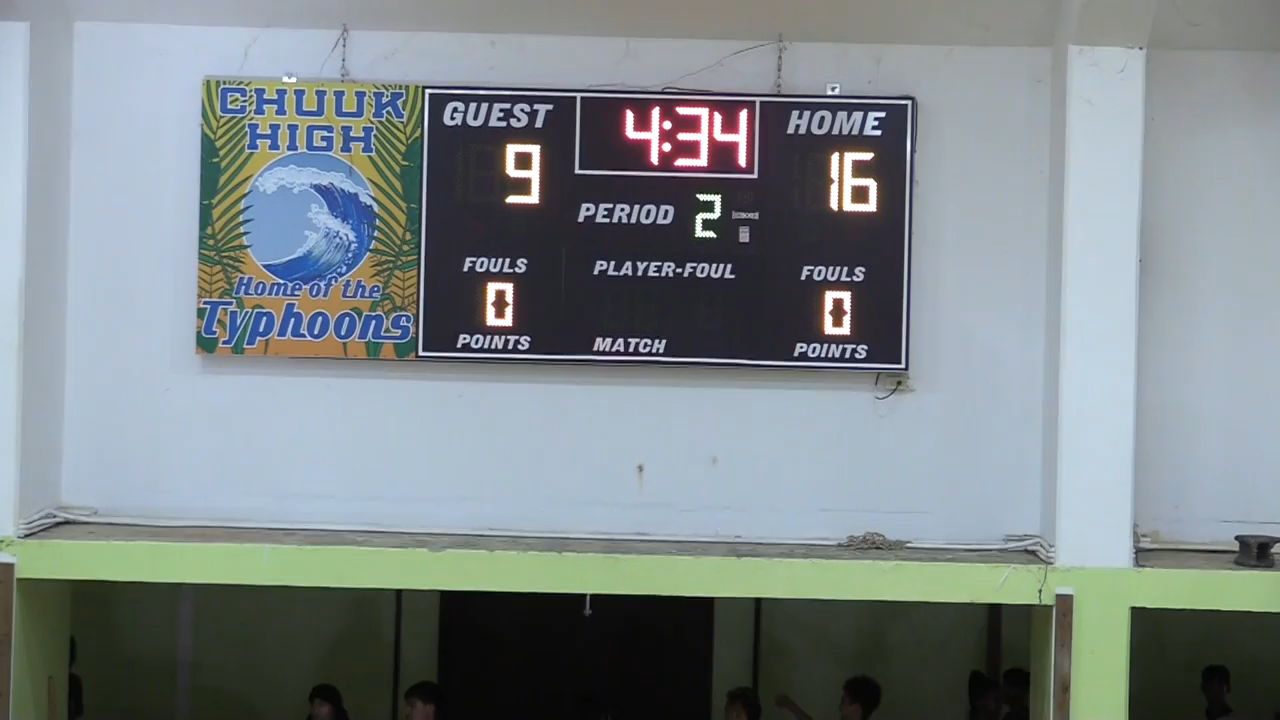 CHUUK
HIGH
Home of the
Typhoons
GUEST
4:34
HOME
9
16
PERIOD 2
FOULS
PLAYER-FOUL
FOULS
0
0
POINTS
MATCH
POINTS